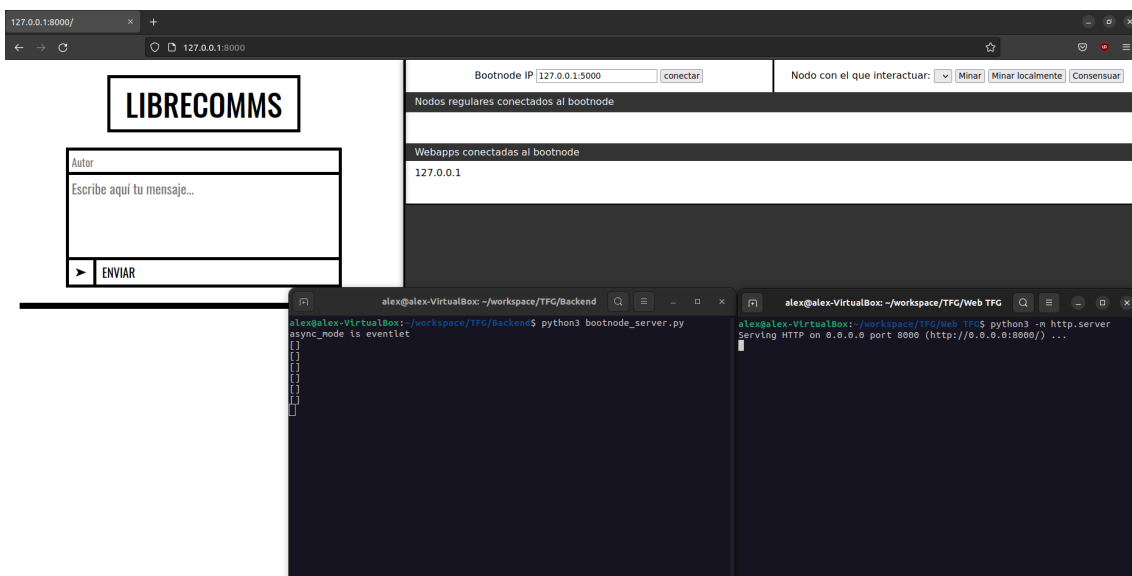 127.0.0.1:8000/
127.0.0.1:8000
LIBRECOMMS
Autor
Escribe aquí tu mensaje...
ENVIAR
Bootnode IP 127.0.0.1:5000 conectar
Nodo con el que interactuar: Minar Minar localmente Consensuar
Nodos regulares conectados al bootnode
Webapps conectadas al bootnode
127.0.0.1
alex@alex-VirtualBox: ~/workspace/TFG/Backend
alex@alex-VirtualBox:~/workspace/TFG/Backend$ python3 bootnode_server.py
async_mode is eventlet
[]
[]
[]
[]
[]
[]
alex@alex-VirtualBox: ~/workspace/TFG/Web TFG
alex@alex-VirtualBox:~/workspace/TFG/Web TFG$ python3 -m http.server
Serving HTTP on 0.0.0.0 port 8000 (http://0.0.0.0:8000/) ...